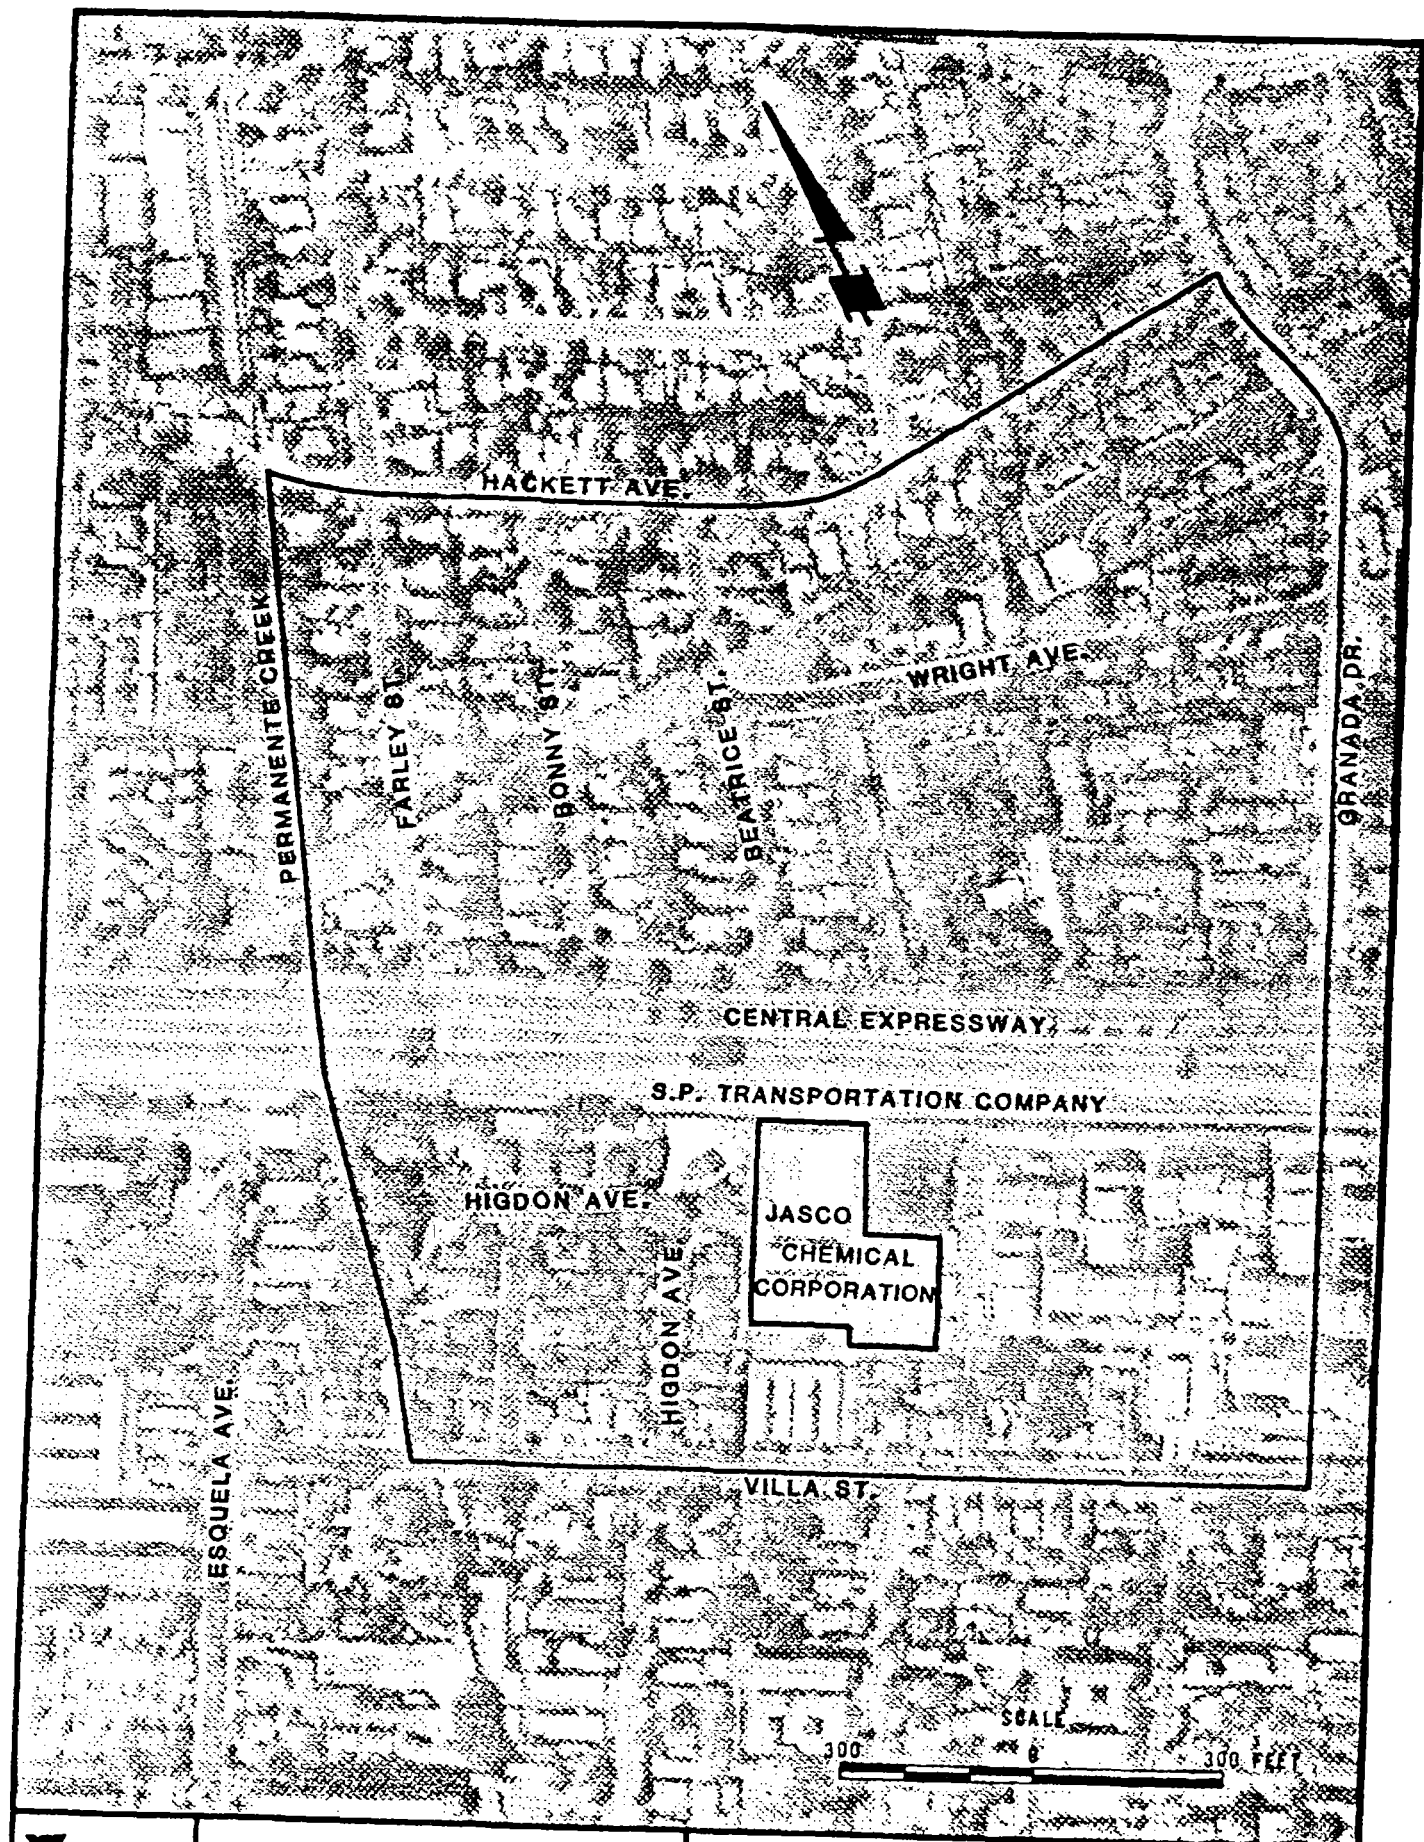 HACKETT AVE.
PERMANENTE CREEK
FARLEY ST.
BONNY ST.
BEATRICE ST.
WRIGHT AVE.
GRANADA DR.
CENTRAL EXPRESSWAY
S.P. TRANSPORTATION COMPANY
HIGDON AVE.
HIGDON AVE.
JASCO
CHEMICAL
CORPORATION
ESQUELA AVE.
VILLA ST.
SCALE
300 0 300 FEET